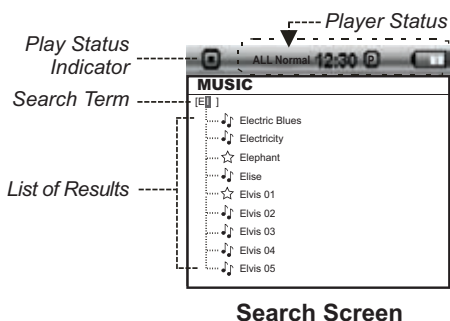 Player Status
Play Status
Indicator
ALL Normal 12:30 P
MUSIC
Search Term
[El ]
Electric Blues
Electricity
Elephant
Elise
List of Results
Elvis 01
Elvis 02
Elvis 03
Elvis 04
Elvis 05
Search Screen